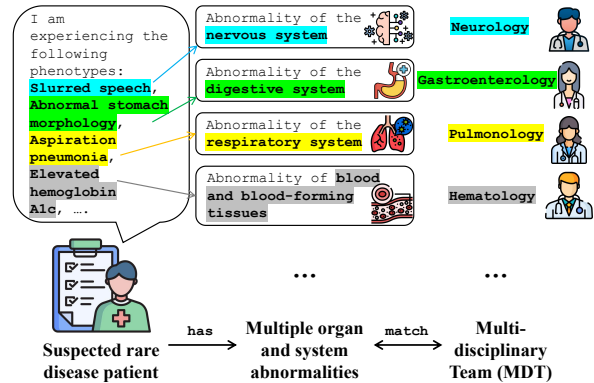 I am
experiencing the
following
phenotypes:
Slurred speech,
Abnormal stomach
morphology,
Aspiration
pneumonia,
Elevated
hemoglobin
A1c, ….
Abnormality of the
nervous system
Neurology
Abnormality of the
digestive system
Gastroenterology
Abnormality of the
respiratory system
Pulmonology
Abnormality of blood
and blood-forming
tissues
Hematology
...
...
Suspected rare
disease patient
has
Multiple organ
and system
abnormalities
match
Multi-
disciplinary
Team (MDT)